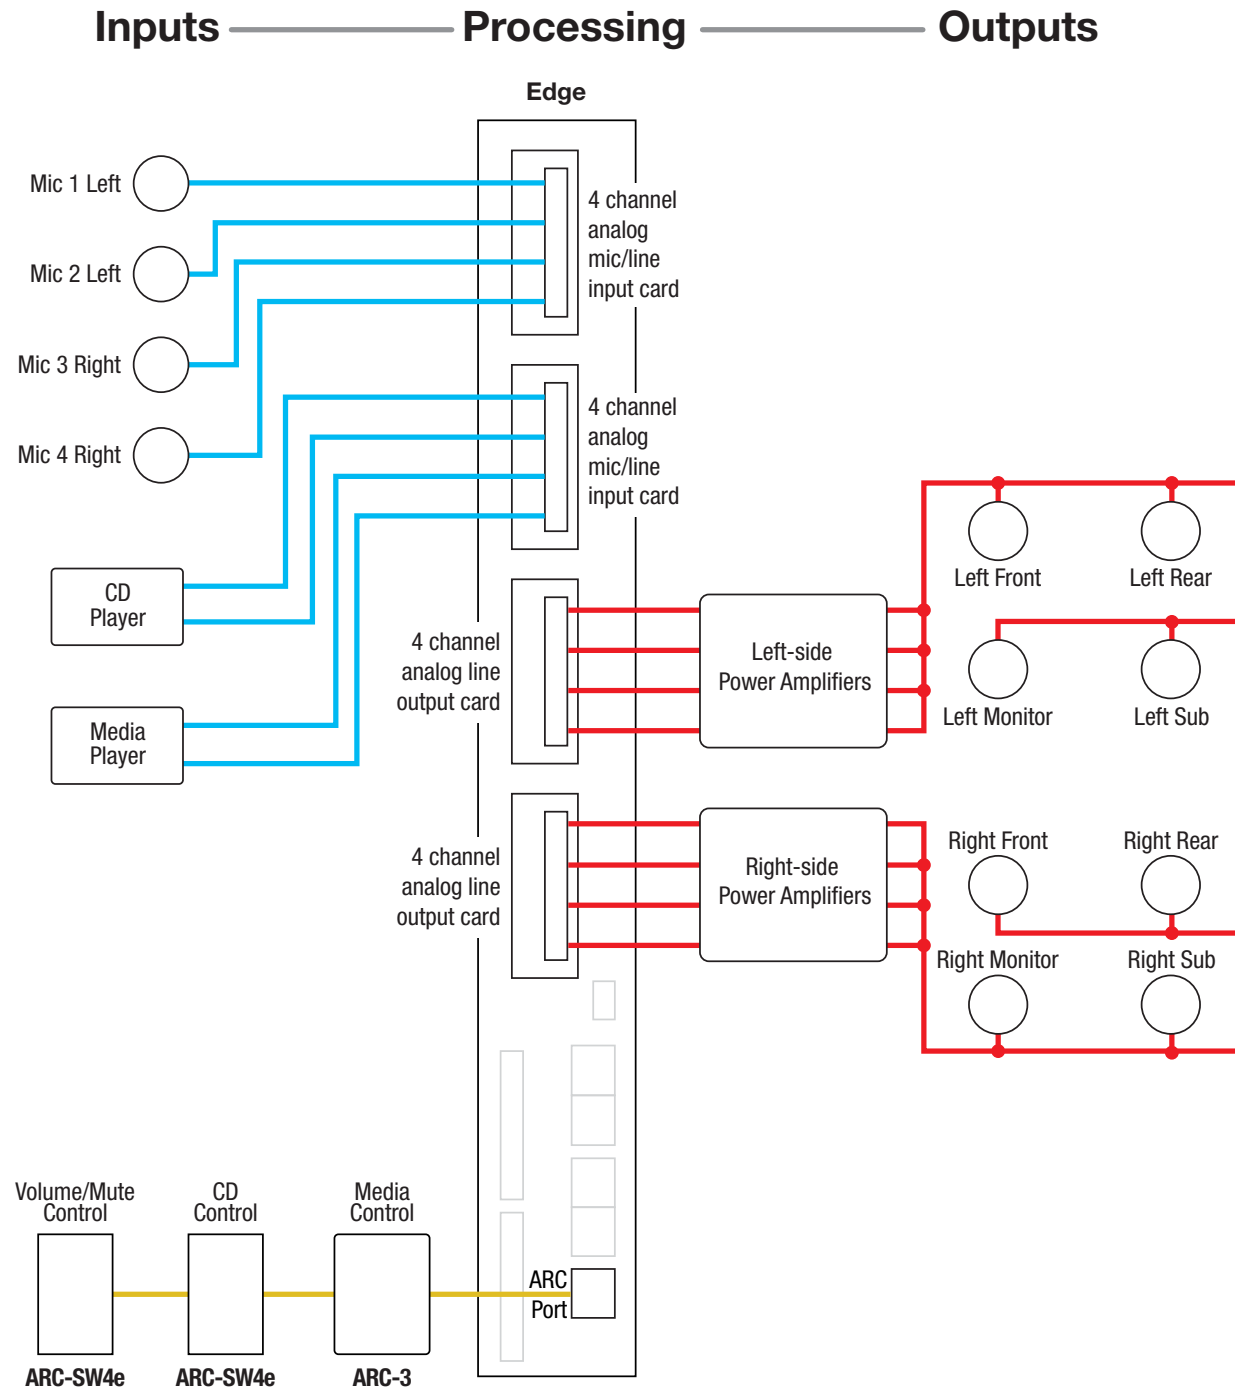 Inputs
Processing
Outputs
Edge
Mic 1 Left
Mic 2 Left
Mic 3 Right
Mic 4 Right
4 channel
analog
mic/line
input card
4 channel
analog
mic/line
input card
CD
Player
Media
Player
4 channel
analog line
output card
Left-side
Power Amplifiers
Left Front
Left Rear
Left Monitor
Left Sub
4 channel
analog line
output card
Right-side
Power Amplifiers
Right Front
Right Rear
Right Monitor
Right Sub
Volume/Mute
Control
CD
Control
Media
Control
ARC
Port
ARC-SW4e
ARC-SW4e
ARC-3